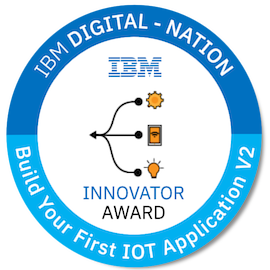 IBM DIGITAL - NATION
IBM
INNOVATOR
AWARD
Build Your First IOT Application V2